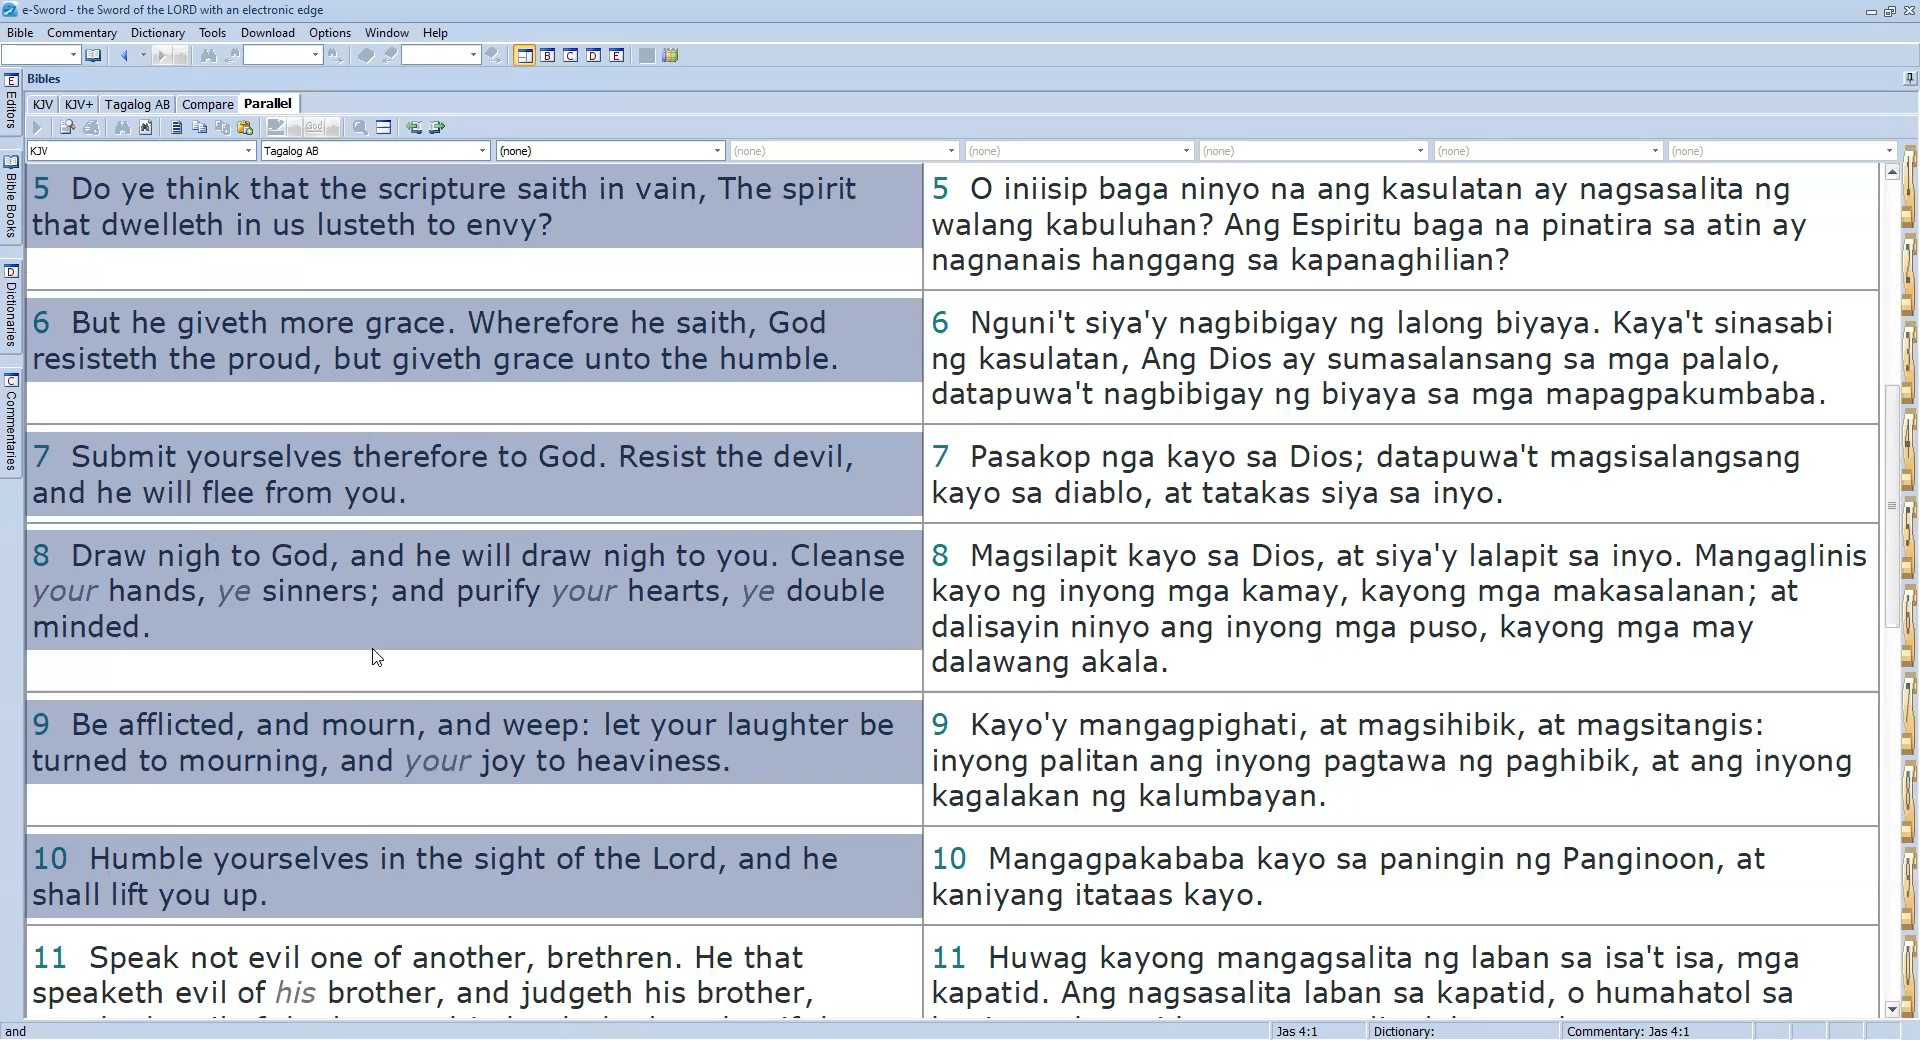 e-Sword - the Sword of the LORD with an electronic edge
Bible Commentary Dictionary Tools Download Options Window Help
B C D E
Bibles
KJV KJV+ Tagalog AB Compare Parallel
God
KJV Tagalog AB (none) (none) (none) (none) (none) (none)
E Editors
Bible Books
D Dictionaries
C Commentaries
5 Do ye think that the scripture saith in vain, The spirit
that dwelleth in us lusteth to envy?
6 But he giveth more grace. Wherefore he saith, God
resisteth the proud, but giveth grace unto the humble.
7 Submit yourselves therefore to God. Resist the devil,
and he will flee from you.
8 Draw nigh to God, and he will draw nigh to you. Cleanse
your hands, ye sinners; and purify your hearts, ye double
minded.
9 Be afflicted, and mourn, and weep: let your laughter be
turned to mourning, and your joy to heaviness.
10 Humble yourselves in the sight of the Lord, and he
shall lift you up.
11 Speak not evil one of another, brethren. He that
speaketh evil of his brother, and judgeth his brother,
5 O iniisip baga ninyo na ang kasulatan ay nagsasalita ng
walang kabuluhan? Ang Espiritu baga na pinatira sa atin ay
nagnanais hanggang sa kapanaghilian?
6 Nguni't siya'y nagbibigay ng lalong biyaya. Kaya't sinasabi
ng kasulatan, Ang Dios ay sumasalansang sa mga palalo,
datapuwa't nagbibigay ng biyaya sa mga mapagpakumbaba.
7 Pasakop nga kayo sa Dios; datapuwa't magsisalangsang
kayo sa diablo, at tatakas siya sa inyo.
8 Magsilapit kayo sa Dios, at siya'y lalapit sa inyo. Mangaglinis
kayo ng inyong mga kamay, kayong mga makasalanan; at
dalisayin ninyo ang inyong mga puso, kayong mga may
dalawang akala.
9 Kayo'y mangagpighati, at magsihibik, at magsitangis:
inyong palitan ang inyong pagtawa ng paghibik, at ang inyong
kagalakan ng kalumbayan.
10 Mangagpakababa kayo sa paningin ng Panginoon, at
kaniyang itataas kayo.
11 Huwag kayong mangagsalita ng laban sa isa't isa, mga
kapatid. Ang nagsasalita laban sa kapatid, o humahatol sa
and Jas 4:1 Dictionary: Commentary: Jas 4:1